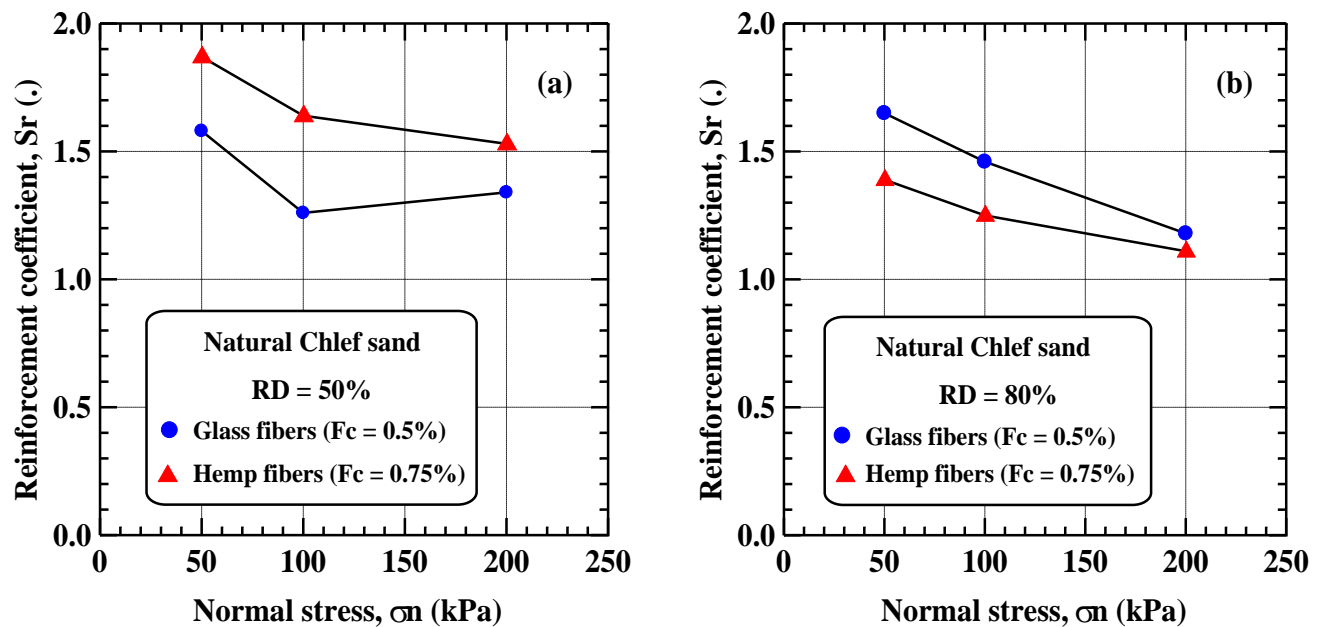 Reinforcement coefficient, Sr (.)
2.0
1.5
1.0
0.5
0.0
(a)
Natural Chlef sand
RD = 50%
Glass fibers (Fc = 0.5%)
Hemp fibers (Fc = 0.75%)
0 50 100 150 200 250
Normal stress, σn (kPa)
Reinforcement coefficient, Sr (.)
2.0
1.5
1.0
0.5
0.0
(b)
Natural Chlef sand
RD = 80%
Glass fibers (Fc = 0.5%)
Hemp fibers (Fc = 0.75%)
0 50 100 150 200 250
Normal stress, σn (kPa)